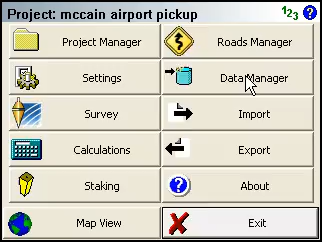 Project: mccain airport pickup
123
Project Manager
Roads Manager
Settings
Data Manager
Survey
Import
Calculations
Export
Staking
About
Map View
Exit